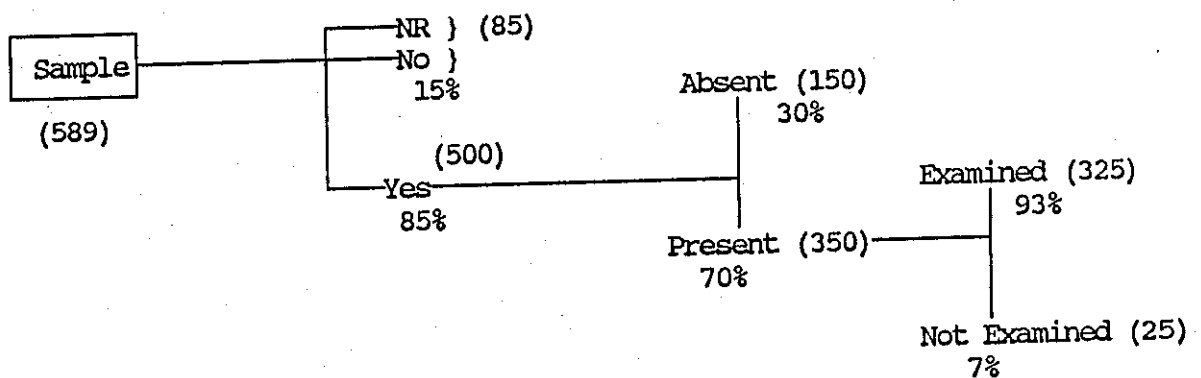 NR } (85)
No }
15%
Sample
(589)
(500)
Yes
85%
Absent (150)
30%
Present (350)
70%
Examined (325)
93%
Not Examined (25)
7%